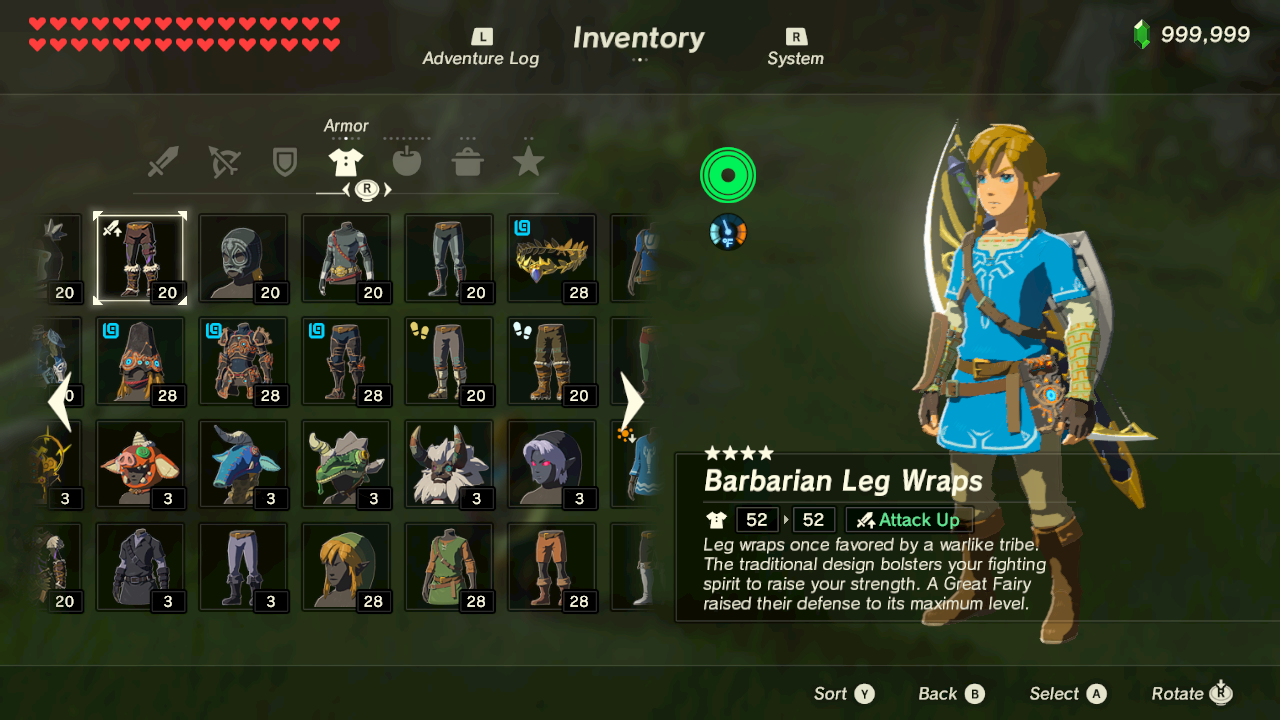 L Inventory R 999,999
Adventure Log System
Armor
R
20 20 20 20 20 28
0 28 28 28 20 20
3 3 3 3 3 3
20 3 3 28 28 28
°F
Barbarian Leg Wraps
52 52 Attack Up
Leg wraps once favored by a warlike tribe.
The traditional design bolsters your fighting
spirit to raise your strength. A Great Fairy
raised their defense to its maximum level.
Sort Y Back B Select A Rotate R